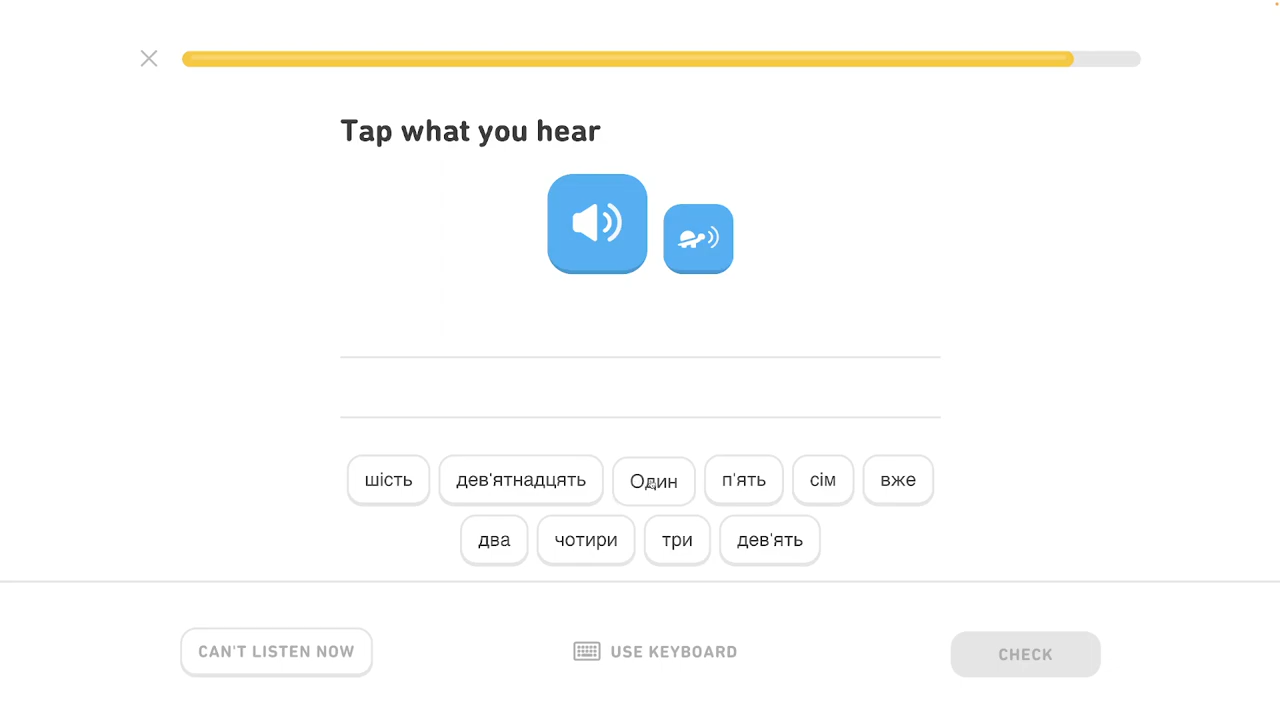 Tap what you hear
шість дев'ятнадцять Один п'ять сім вже
два чотири три дев'ять
CAN'T LISTEN NOW USE KEYBOARD CHECK